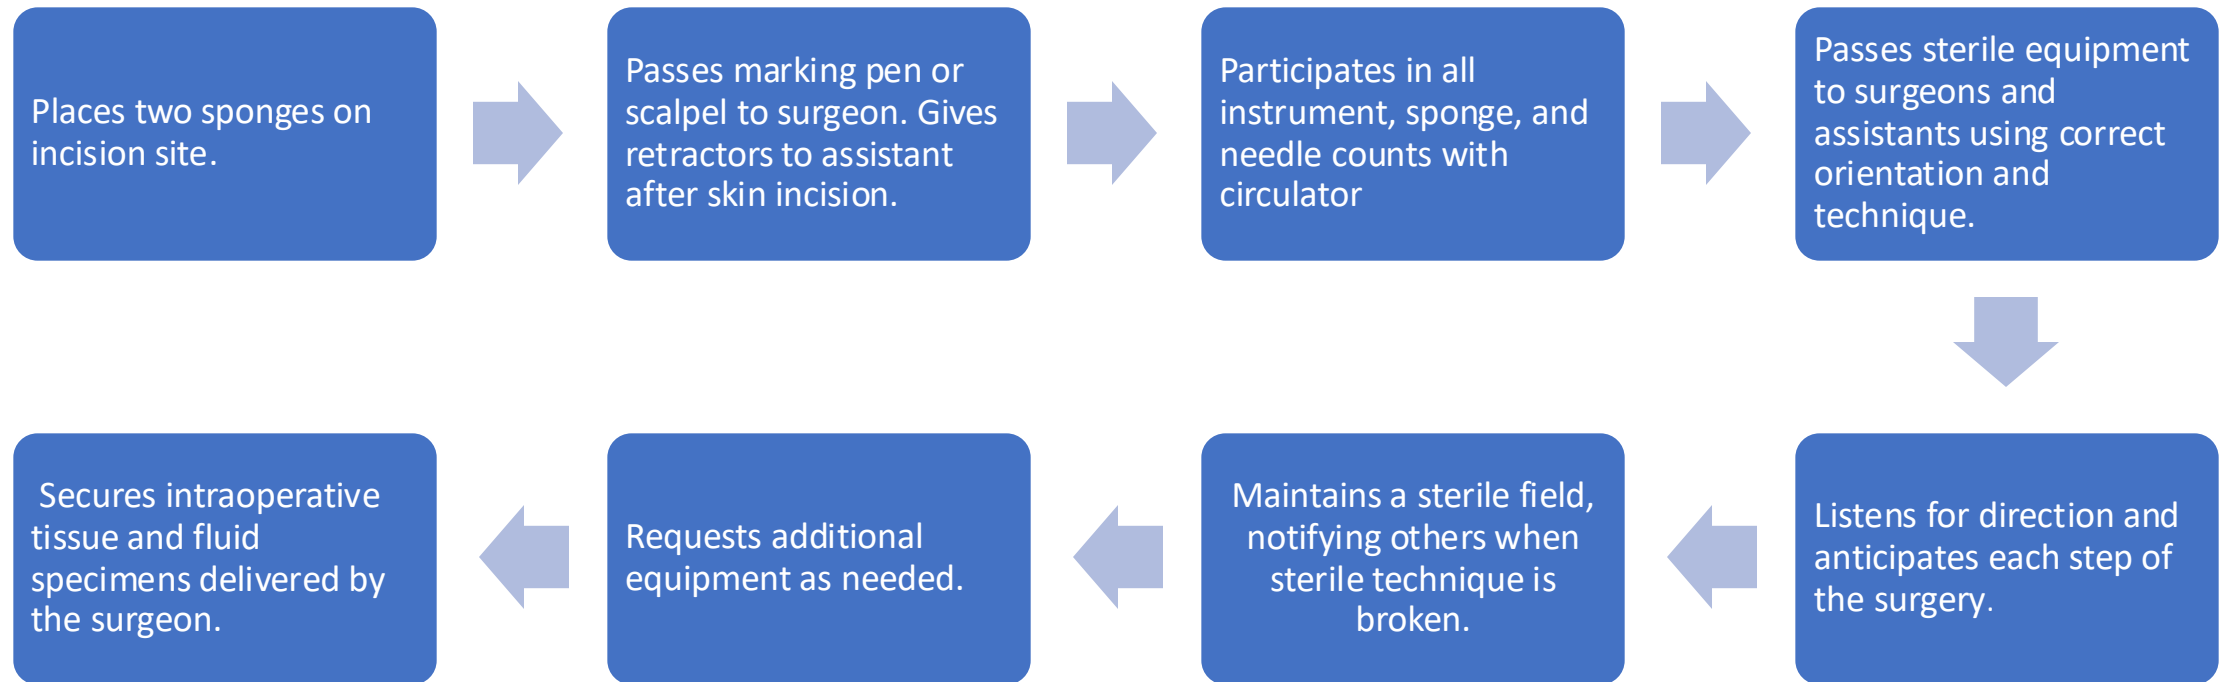 Places two sponges on
incision site.
Passes marking pen or
scalpel to surgeon. Gives
retractors to assistant
after skin incision.
Participates in all
instrument, sponge, and
needle counts with
circulator
Passes sterile equipment
to surgeons and
assistants using correct
orientation and
technique.
Listens for direction and
anticipates each step of
the surgery.
Maintains a sterile field,
notifying others when
sterile technique is
broken.
Requests additional
equipment as needed.
Secures intraoperative
tissue and fluid
specimens delivered by
the surgeon.